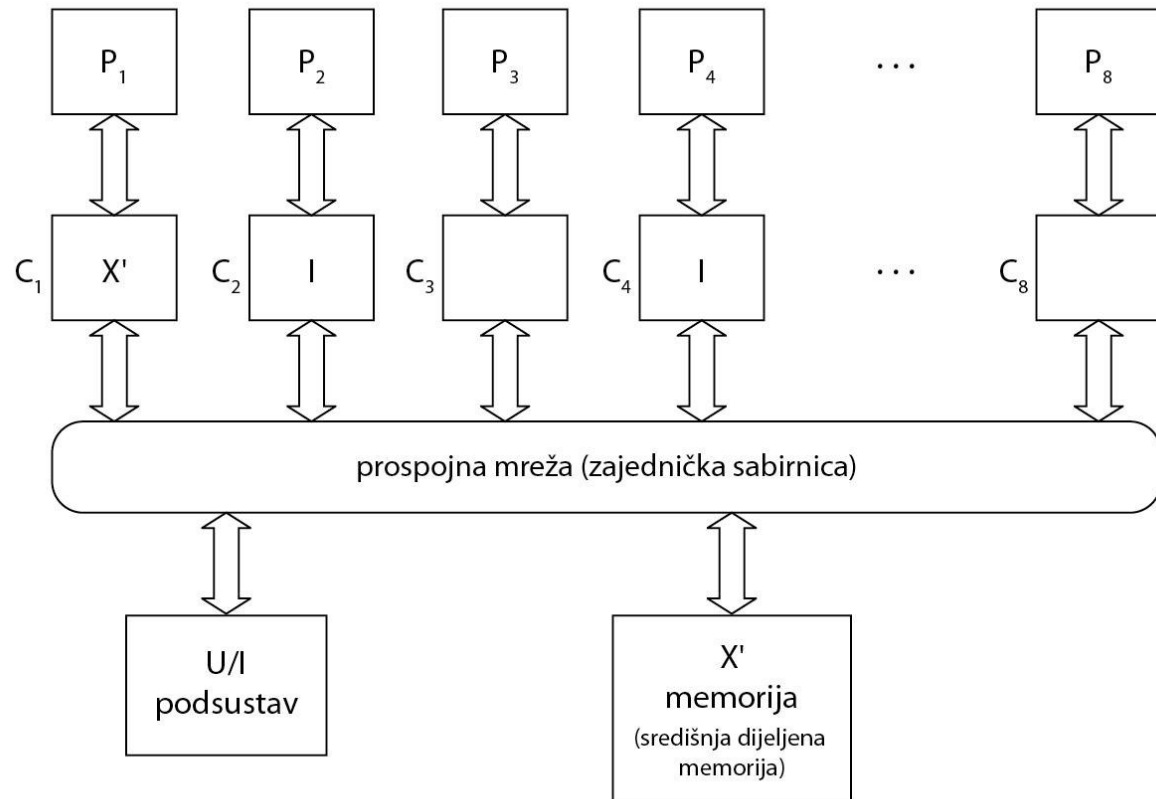 P₁ P₂ P₃ P₄ ... P₈
C₁ X' C₂ I C₃ C₄ I ... C₈
prospojna mreža (zajednička sabirnica)
U/I
podsustav
X'
memorija
(središnja dijeljena
memorija)